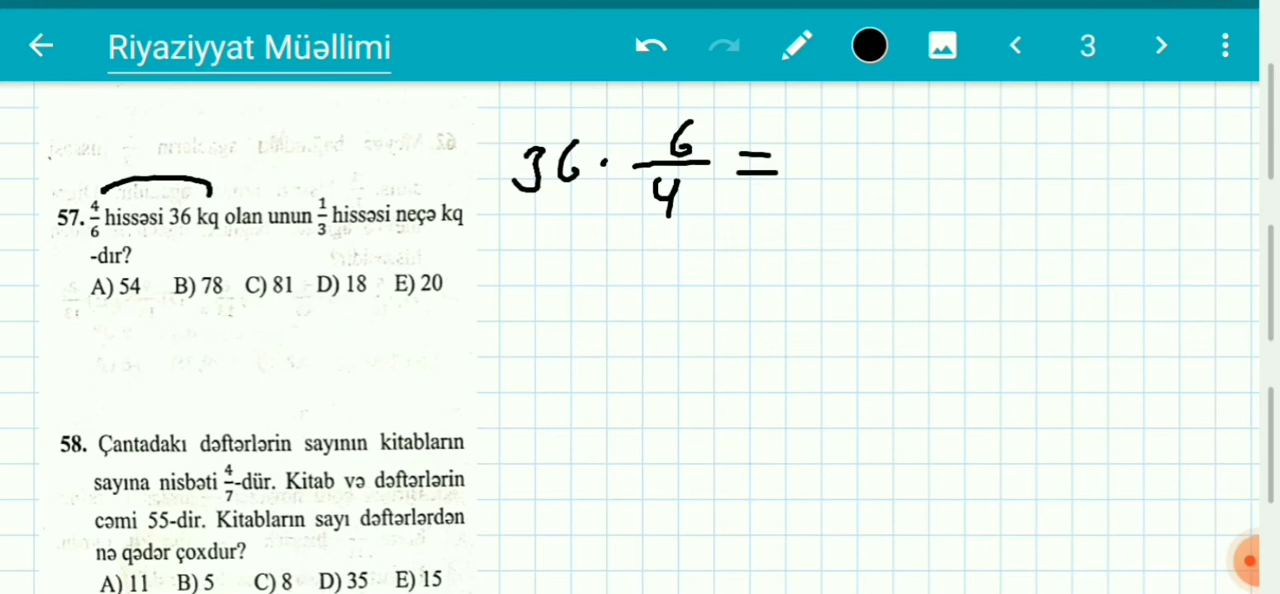 Riyaziyyat Müəllimi
3
36 · 6/4 =
57. 4/6 hissəsi 36 kq olan unun 1/3 hissəsi neçə kq
-dır?
A) 54 B) 78 C) 81 D) 18 E) 20
58. Çantadakı dəftərlərin sayının kitabların
sayına nisbəti 4/7-dür. Kitab və dəftərlərin
cəmi 55-dir. Kitabların sayı dəftərlərdən
nə qədər çoxdur?
A) 11 B) 5 C) 8 D) 35 E) 15